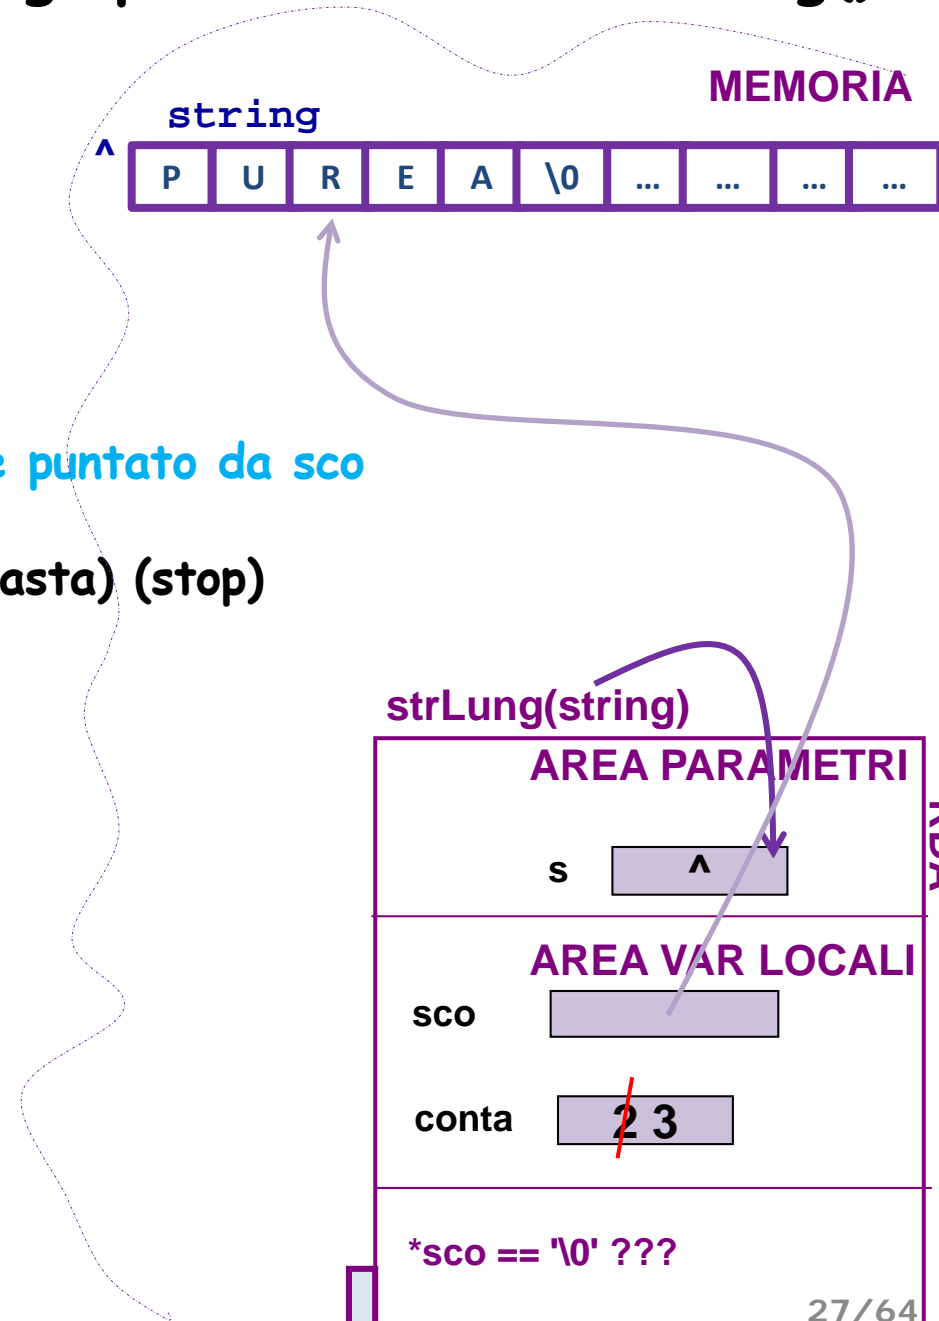 MEMORIA
string
^
P U R E A \0 ... ... ... ...
puntato da sco
(stop)
strLung(string)
AREA PARAMETRI
s ^
AREA VAR LOCALI
sco
conta 2 3
*sco == '\0' ???
27/64